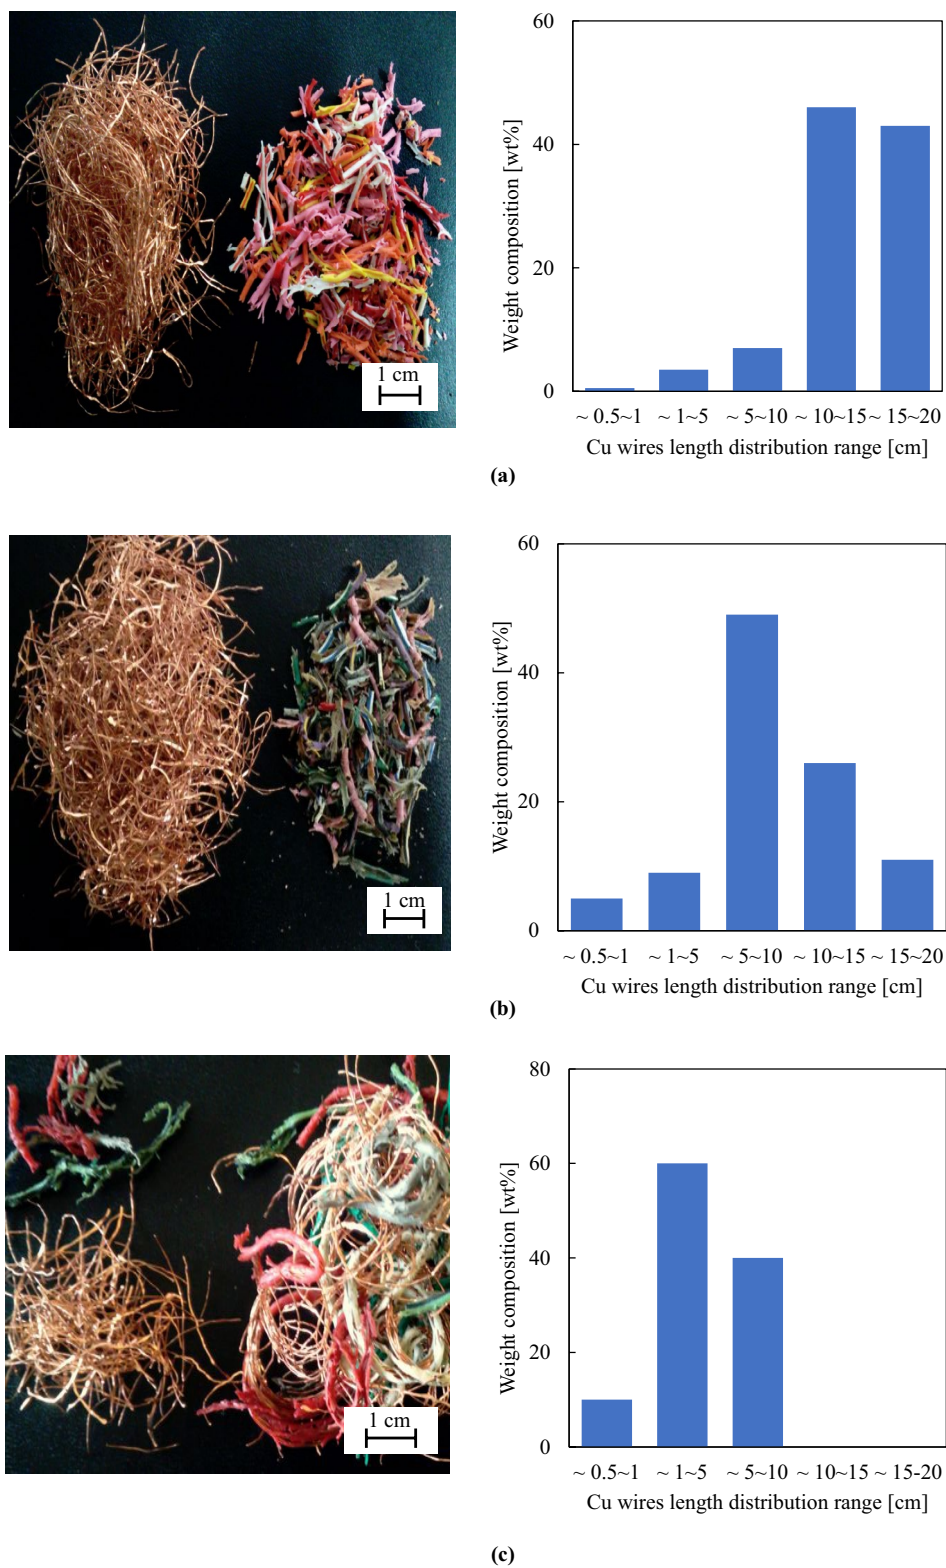 60
40
20
0
Weight composition [wt%]
~ 0.5~1 ~ 1~5 ~ 5~10 ~ 10~15 ~ 15~20
Cu wires length distribution range [cm]
1 cm
(a)
60
40
20
0
Weight composition [wt%]
~ 0.5~1 ~ 1~5 ~ 5~10 ~ 10~15 ~ 15~20
Cu wires length distribution range [cm]
1 cm
(b)
80
60
40
20
0
Weight composition [wt%]
~ 0.5~1 ~ 1~5 ~ 5~10 ~ 10~15 ~ 15-20
Cu wires length distribution range [cm]
1 cm
(c)